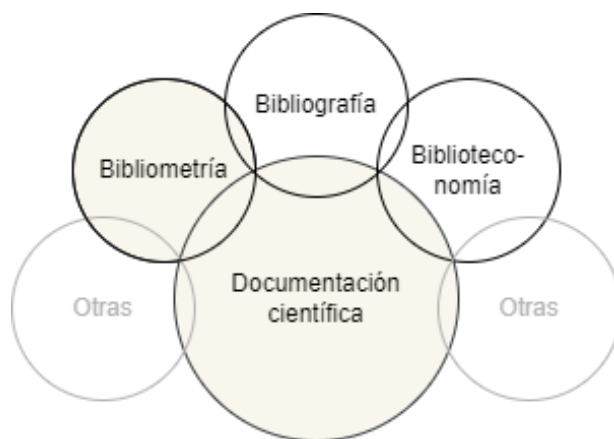 Bibliografía
Bibliometría
Biblioteco-
nomía
Documentación
científica
Otras
Otras